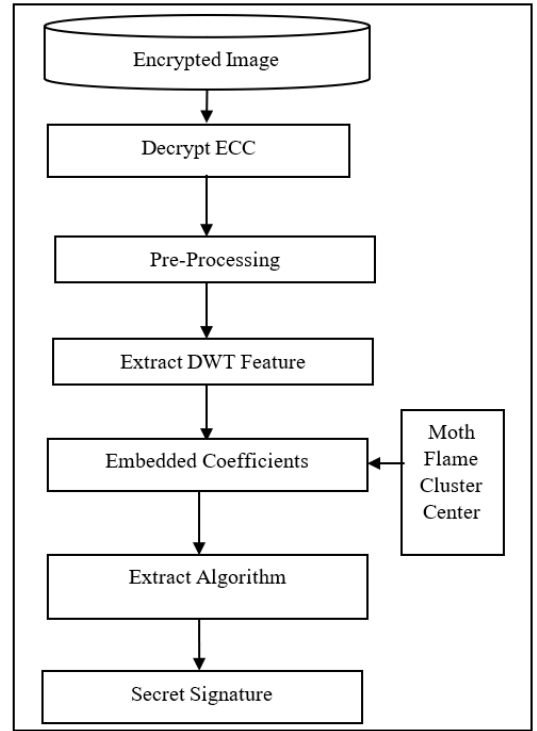 Encrypted Image
Decrypt ECC
Pre-Processing
Extract DWT Feature
Embedded Coefficients
Moth
Flame
Cluster
Center
Extract Algorithm
Secret Signature